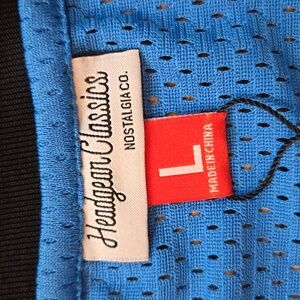 Headgear Classics
NOSTALGIA CO.
L
MADE IN CHINA